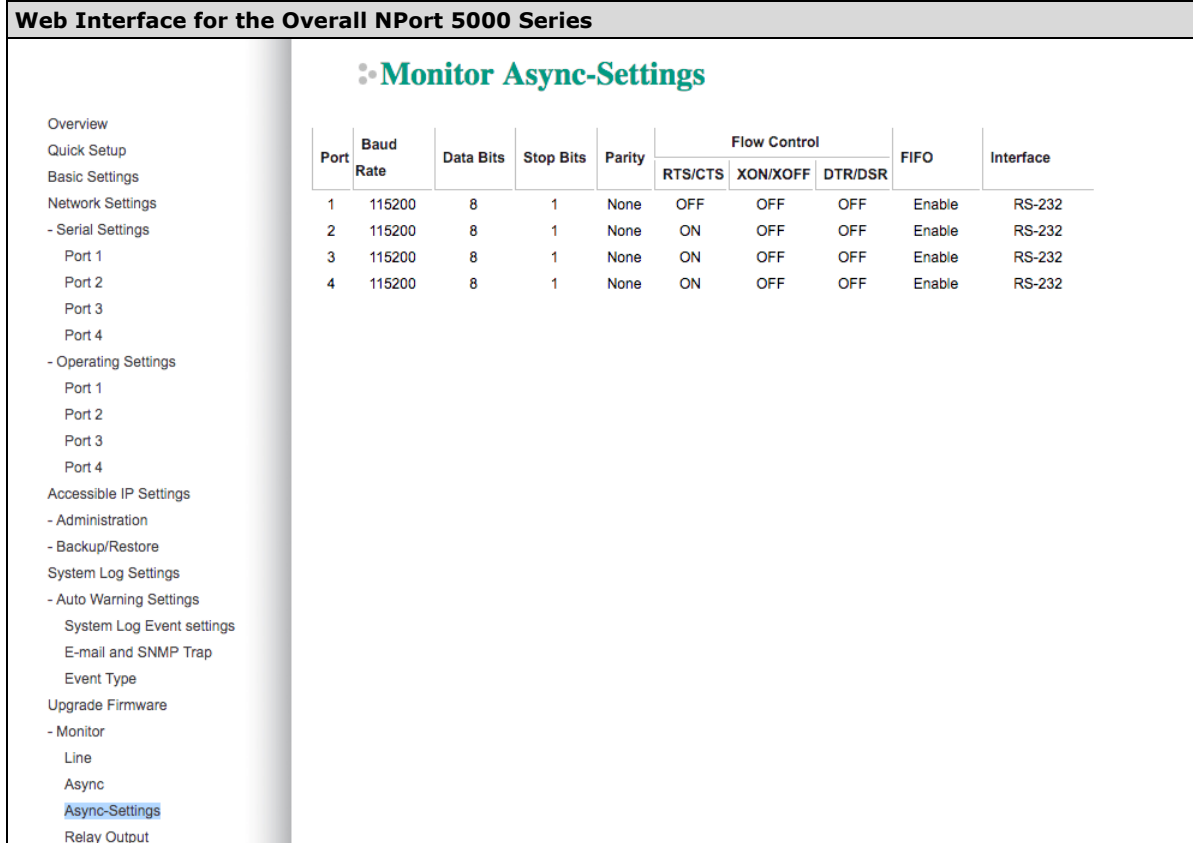 Web Interface for the Overall NPort 5000 Series
Monitor Async-Settings
Overview
Quick Setup
Basic Settings
Network Settings
- Serial Settings
Port 1
Port 2
Port 3
Port 4
- Operating Settings
Port 1
Port 2
Port 3
Port 4
Accessible IP Settings
- Administration
- Backup/Restore
System Log Settings
- Auto Warning Settings
System Log Event settings
E-mail and SNMP Trap
Event Type
Upgrade Firmware
- Monitor
Line
Async
Async-Settings
Relay Output
Port Baud Rate Data Bits Stop Bits Parity Flow Control FIFO Interface
RTS/CTS XON/XOFF DTR/DSR
1 115200 8 1 None OFF OFF OFF Enable RS-232
2 115200 8 1 None ON OFF OFF Enable RS-232
3 115200 8 1 None ON OFF OFF Enable RS-232
4 115200 8 1 None ON OFF OFF Enable RS-232